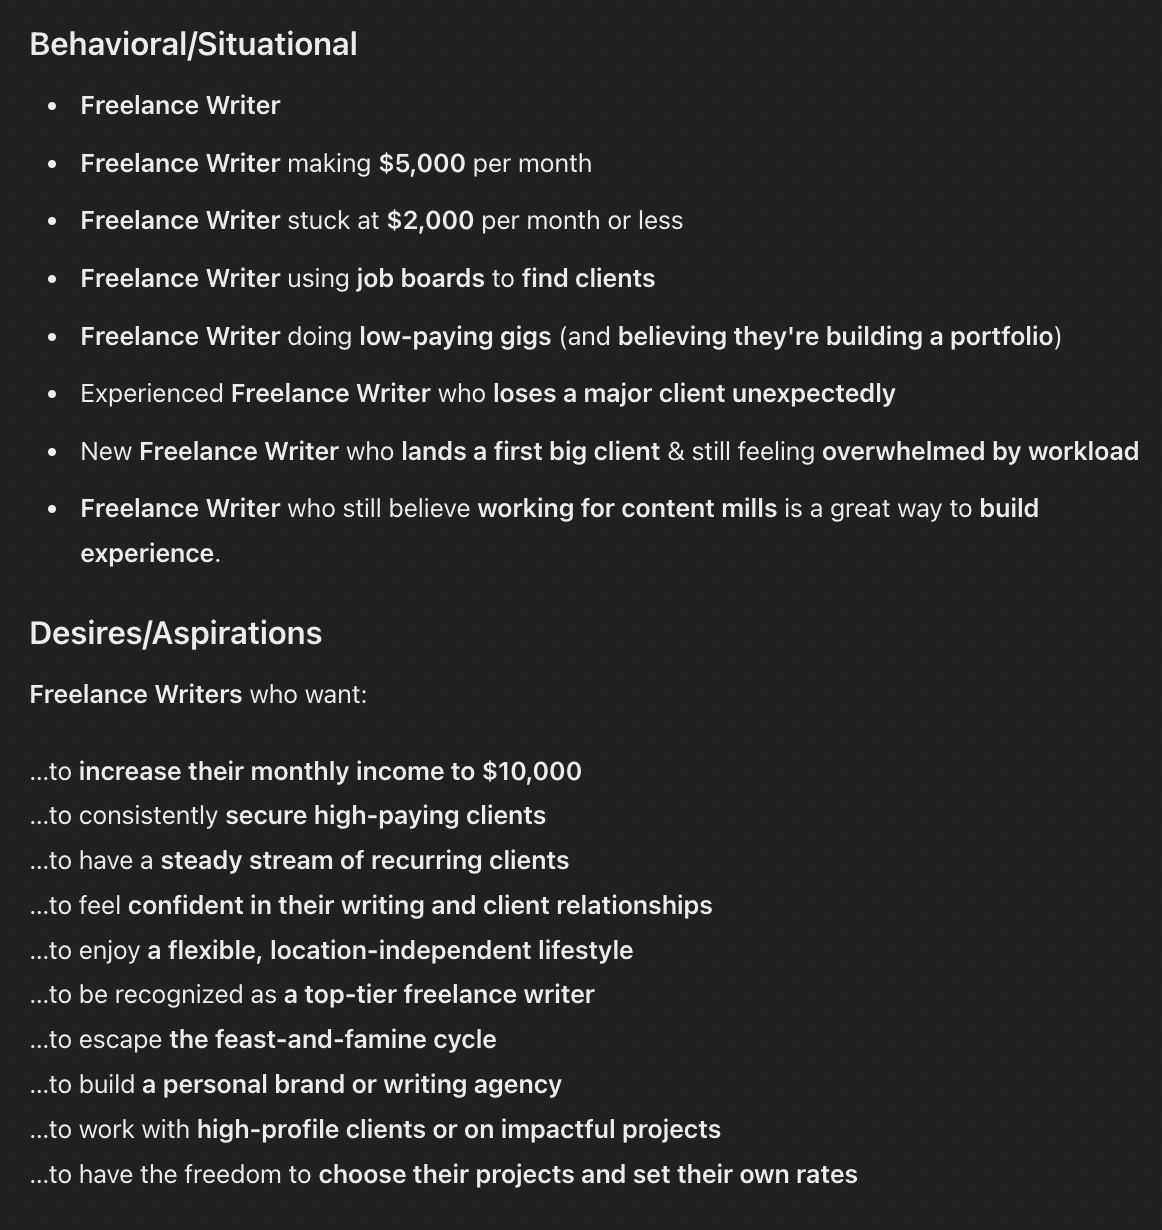 Behavioral/Situational
• Freelance Writer
• Freelance Writer making $5,000 per month
• Freelance Writer stuck at $2,000 per month or less
• Freelance Writer using job boards to find clients
• Freelance Writer doing low-paying gigs (and believing they're building a portfolio)
• Experienced Freelance Writer who loses a major client unexpectedly
• New Freelance Writer who lands a first big client & still feeling overwhelmed by workload
• Freelance Writer who still believe working for content mills is a great way to build
experience.
Desires/Aspirations
Freelance Writers who want:
...to increase their monthly income to $10,000
...to consistently secure high-paying clients
...to have a steady stream of recurring clients
...to feel confident in their writing and client relationships
...to enjoy a flexible, location-independent lifestyle
...to be recognized as a top-tier freelance writer
...to escape the feast-and-famine cycle
...to build a personal brand or writing agency
...to work with high-profile clients or on impactful projects
...to have the freedom to choose their projects and set their own rates